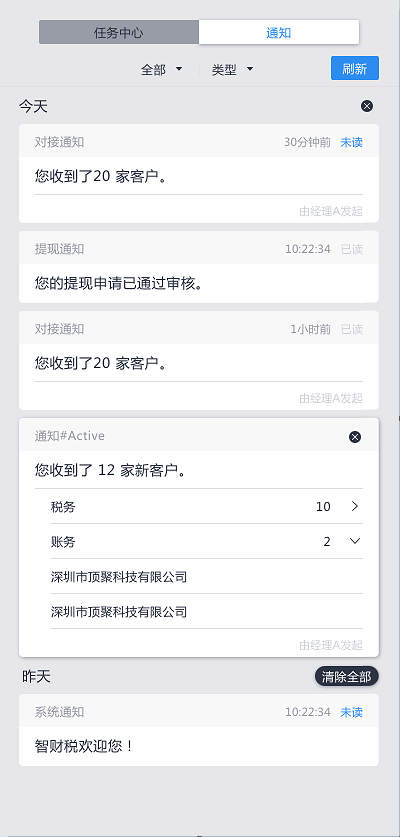 任务中心 通知
全部 类型 刷新
今天
对接通知 30分钟前 未读
您收到了20 家客户。
由经理A发起
提现通知 10:22:34 已读
您的提现申请已通过审核。
对接通知 1小时前 已读
您收到了20 家客户。
由经理A发起
通知#Active
您收到了 12 家新客户。
税务 10
账务 2
深圳市顶聚科技有限公司
深圳市顶聚科技有限公司
由经理A发起
昨天 清除全部
系统通知 10:22:34 未读
智财税欢迎您！